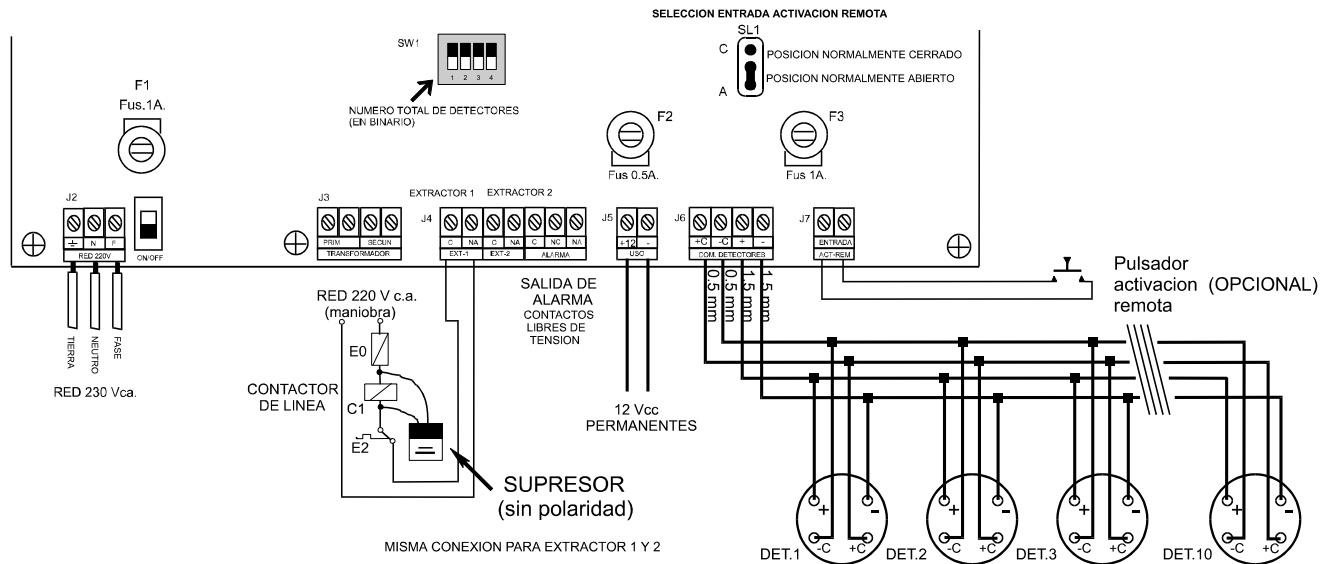 SELECCION ENTRADA ACTIVACION REMOTA
SL1
C
POSICION NORMALMENTE CERRADO
POSICION NORMALMENTE ABIERTO
A
SW1
1 2 3 4
NUMERO TOTAL DE DETECTORES
(EN BINARIO)
F1
Fus.1A.
F2
Fus 0.5A.
F3
Fus 1A.
J2
N F
RED 220V
ON/OFF
J3
PRIM SECUN
TRANSFORMADOR
EXTRACTOR 1 EXTRACTOR 2
J4
C NA C NA C NC NA
EXT-1 EXT-2 ALARMA
J5
+12 -
USO
J6
+C -C + -
COM. DETECTORES
J7
ENTRADA
ACT-REM
TIERRA
NEUTRO
FASE
RED 230 Vca.
RED 220 V c.a.
(maniobra)
E0
CONTACTOR
DE LINEA
C1
E2
SUPRESOR
(sin polaridad)
MISMA CONEXION PARA EXTRACTOR 1 Y 2
SALIDA DE
ALARMA
CONTACTOS
LIBRES DE
TENSION
12 Vcc
PERMANENTES
0.5 mm
0.5 mm
1.5 mm
1.5 mm
Pulsador
activacion (OPCIONAL)
remota
+ -
-C +C
DET.1
+ -
-C +C
DET.2
+ -
-C +C
DET.3
+ -
-C +C
DET.10